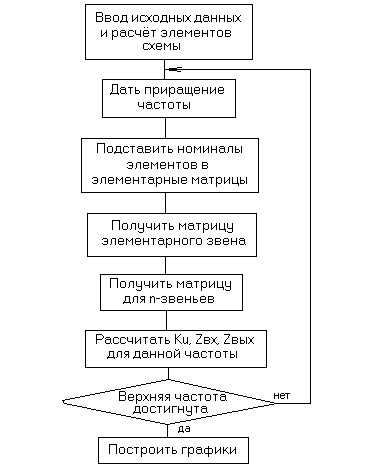 Ввод исходных данных
и расчёт элементов
схемы
Дать приращение
частоты
Подставить номиналы
элементов в
элементарные матрицы
Получить матрицу
элементарного звена
Получить матрицу
для n-звеньев
Рассчитать Ku, Zвх, Zвых
для данной частоты
Верхняя частота
достигнута
нет
да
Построить графики